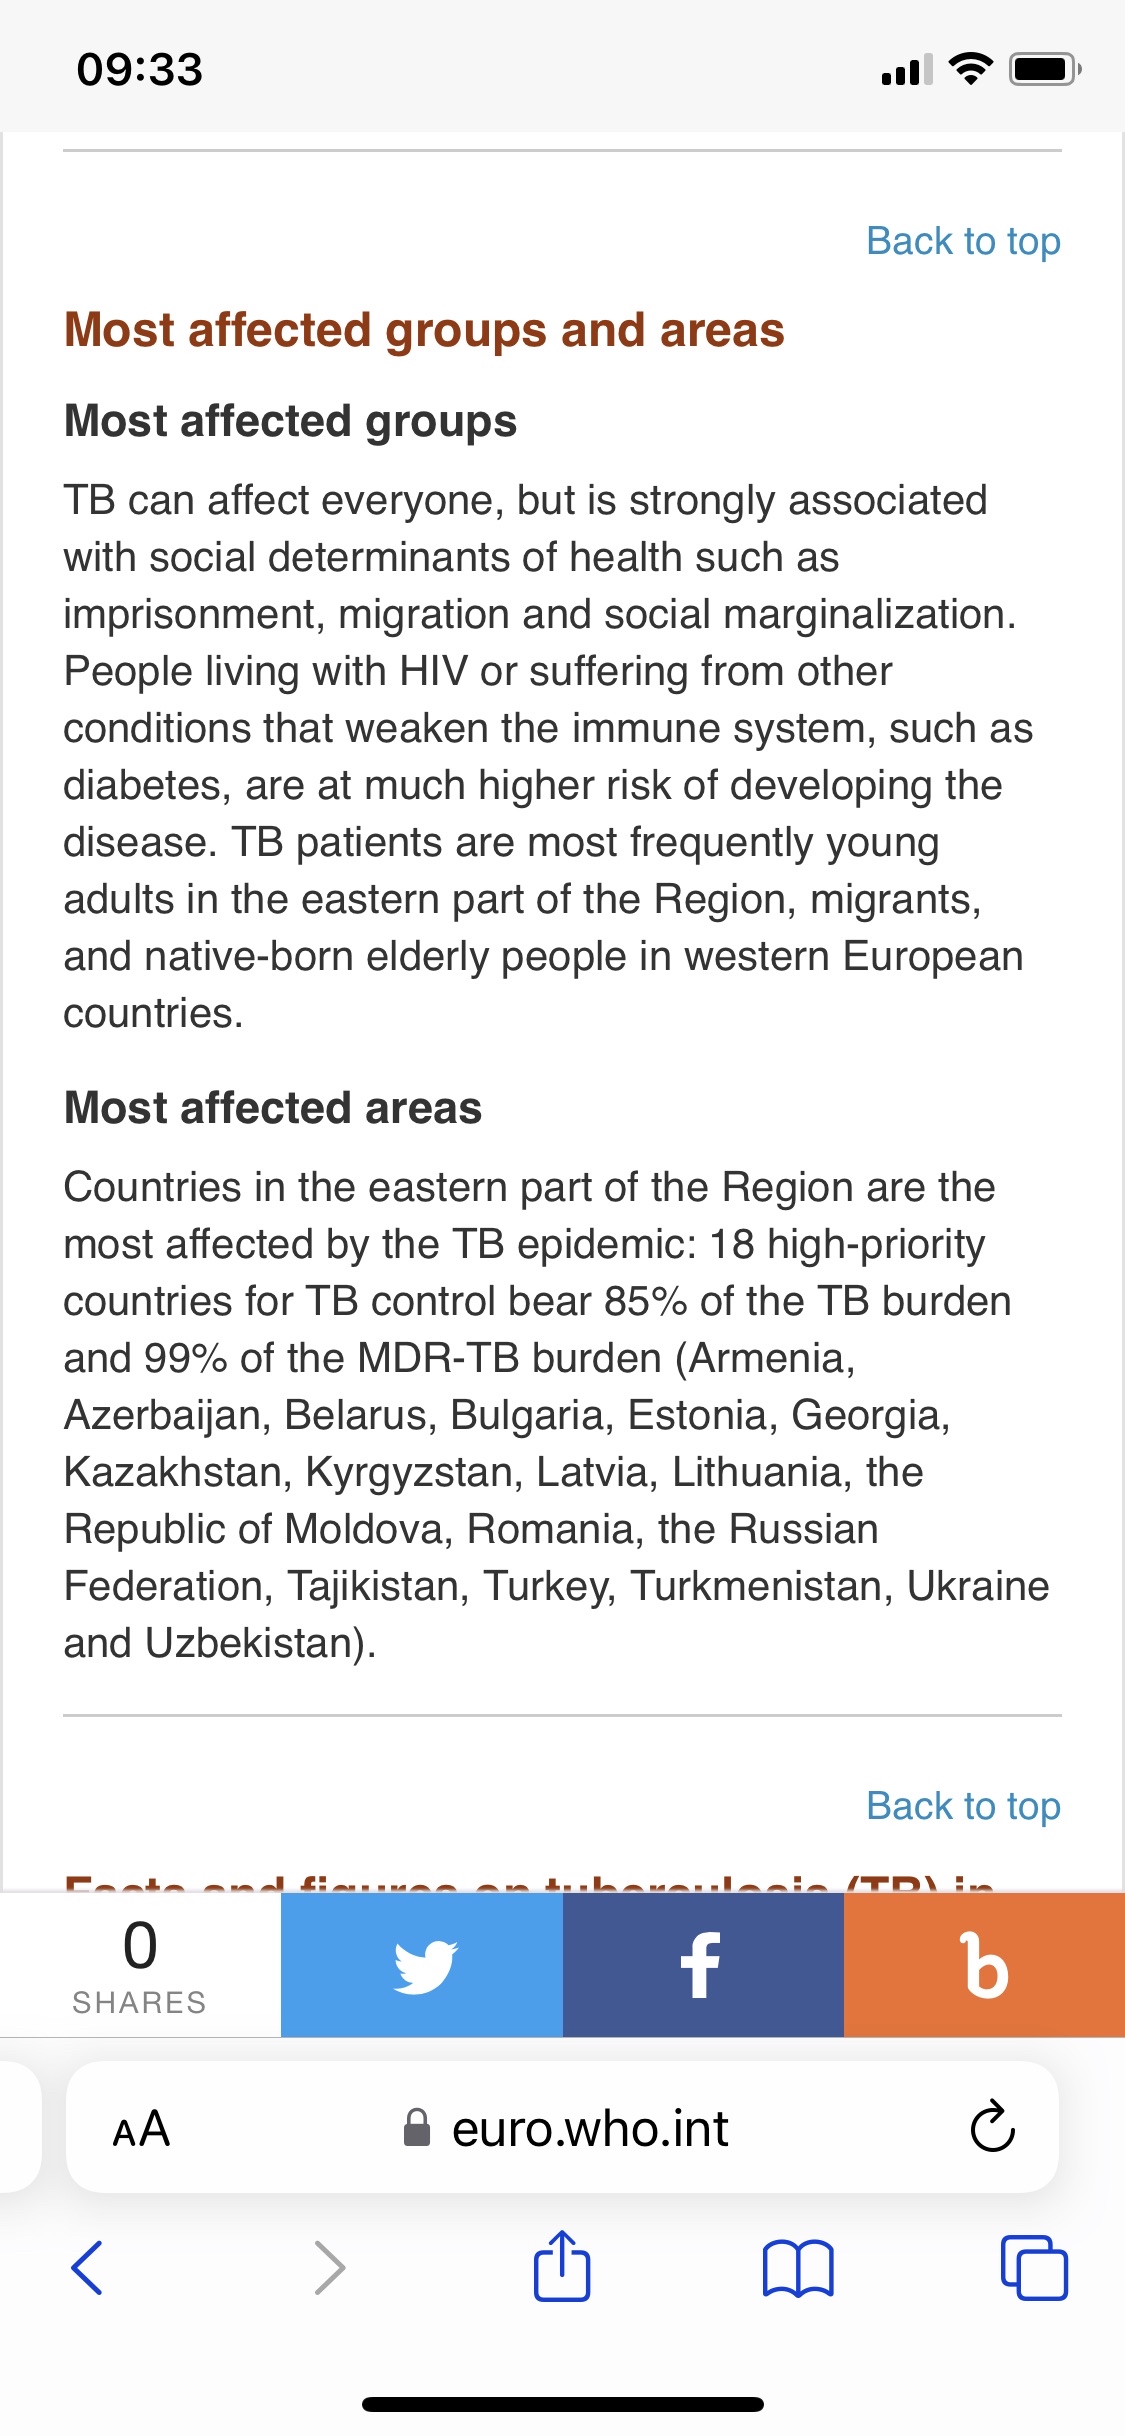 09:33
Back to top
Most affected groups and areas
Most affected groups
TB can affect everyone, but is strongly associated
with social determinants of health such as
imprisonment, migration and social marginalization.
People living with HIV or suffering from other
conditions that weaken the immune system, such as
diabetes, are at much higher risk of developing the
disease. TB patients are most frequently young
adults in the eastern part of the Region, migrants,
and native-born elderly people in western European
countries.
Most affected areas
Countries in the eastern part of the Region are the
most affected by the TB epidemic: 18 high-priority
countries for TB control bear 85% of the TB burden
and 99% of the MDR-TB burden (Armenia,
Azerbaijan, Belarus, Bulgaria, Estonia, Georgia,
Kazakhstan, Kyrgyzstan, Latvia, Lithuania, the
Republic of Moldova, Romania, the Russian
Federation, Tajikistan, Turkey, Turkmenistan, Ukraine
and Uzbekistan).
Back to top
Facts and figures on tuberculosis (TB) in
0
SHARES
AA
euro.who.int